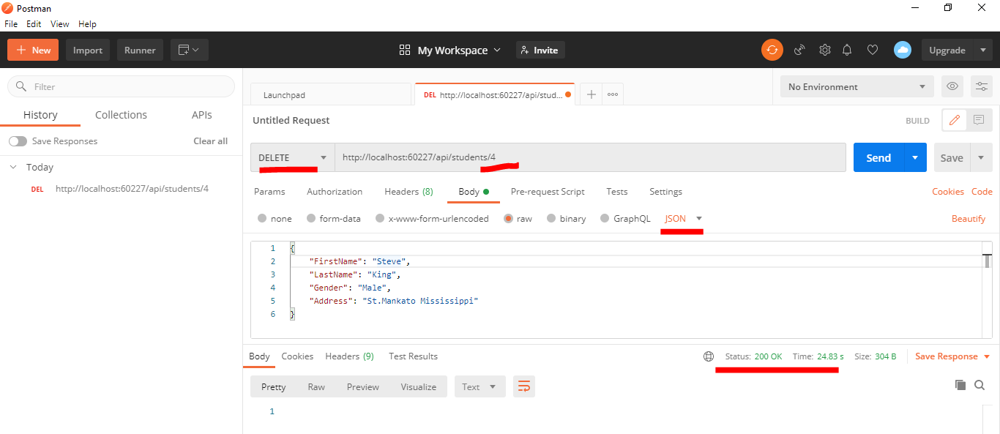 Postman
File Edit View Help
New Import Runner My Workspace Invite Upgrade
Filter
History Collections APIs
Save Responses Clear all
Today
DEL http://localhost:60227/api/students/4
Launchpad DEL http://localhost:60227/api/stud... No Environment
Untitled Request BUILD
DELETE http://localhost:60227/api/students/4 Send Save
Params Authorization Headers (8) Body Pre-request Script Tests Settings Cookies Code
none form-data x-www-form-urlencoded raw binary GraphQL JSON Beautify
1 {
2 "FirstName": "Steve",
3 "LastName": "King",
4 "Gender": "Male",
5 "Address": "St.Mankato Mississippi"
6 }
Body Cookies Headers (9) Test Results Status: 200 OK Time: 24.83 s Size: 304 B Save Response
Pretty Raw Preview Visualize Text
1